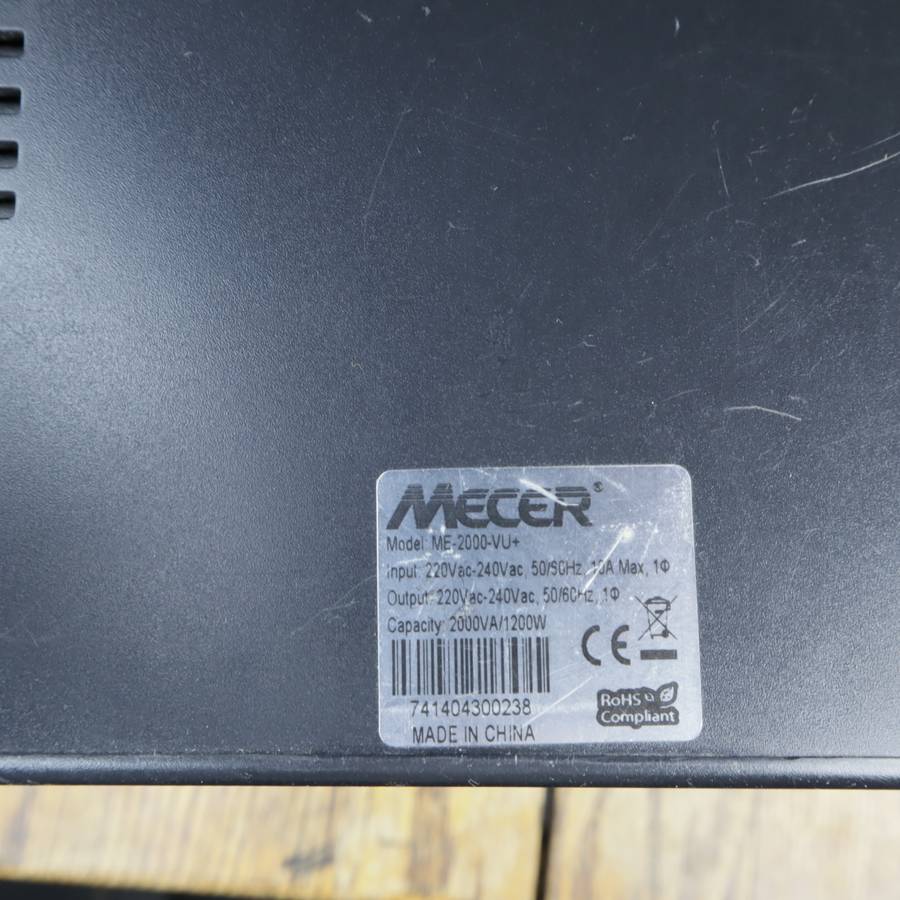 MECER®
Model: ME-2000-VU+
Input: 220Vac-240Vac, 50/60Hz, 10A Max, 1Φ
Output: 220Vac-240Vac, 50/60Hz, 1Φ
Capacity: 2000VA/1200W
CE
741404300238
RoHS
Compliant
MADE IN CHINA